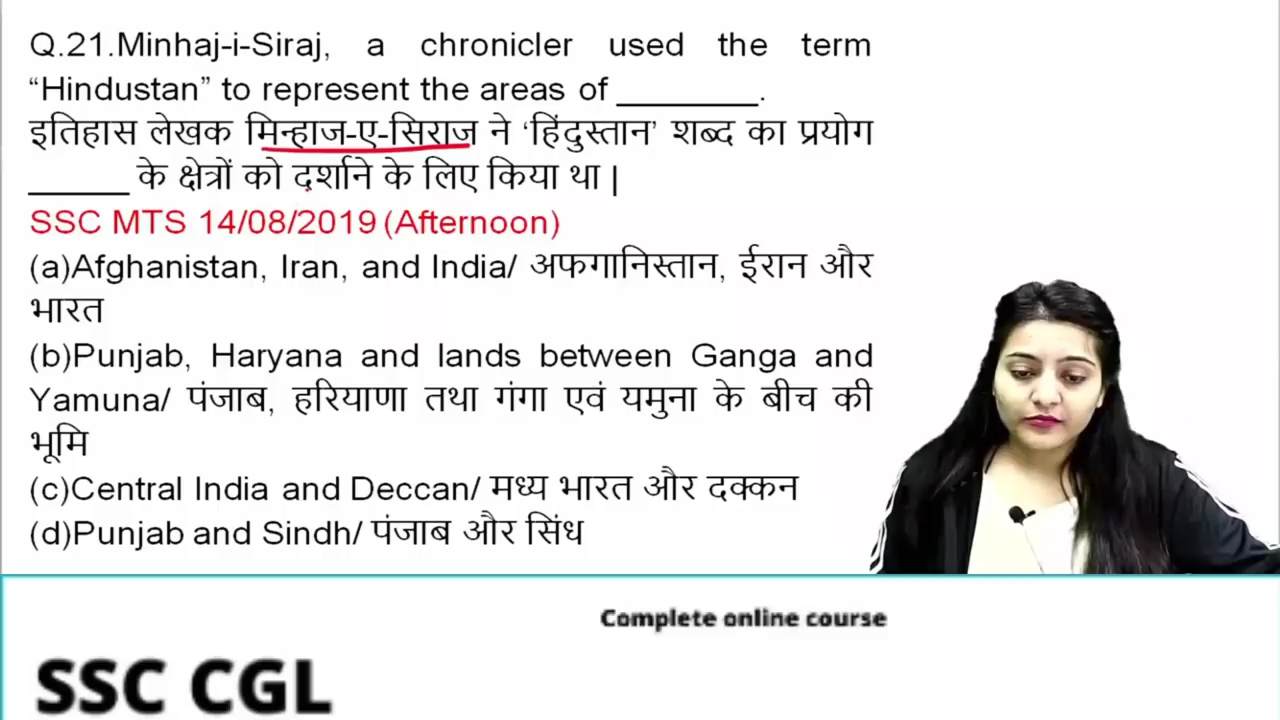 Q.21.Minhaj-i-Siraj, a chronicler used the term
“Hindustan” to represent the areas of ________.
इतिहास लेखक मिन्हाज-ए-सिराज ने ‘हिंदुस्तान’ शब्द का प्रयोग
______ के क्षेत्रों को दर्शाने के लिए किया था |
SSC MTS 14/08/2019 (Afternoon)
(a)Afghanistan, Iran, and India/ अफगानिस्तान, ईरान और
भारत
(b)Punjab, Haryana and lands between Ganga and
Yamuna/ पंजाब, हरियाणा तथा गंगा एवं यमुना के बीच की
भूमि
(c)Central India and Deccan/ मध्य भारत और दक्कन
(d)Punjab and Sindh/ पंजाब और सिंध
Complete online course
SSC CGL